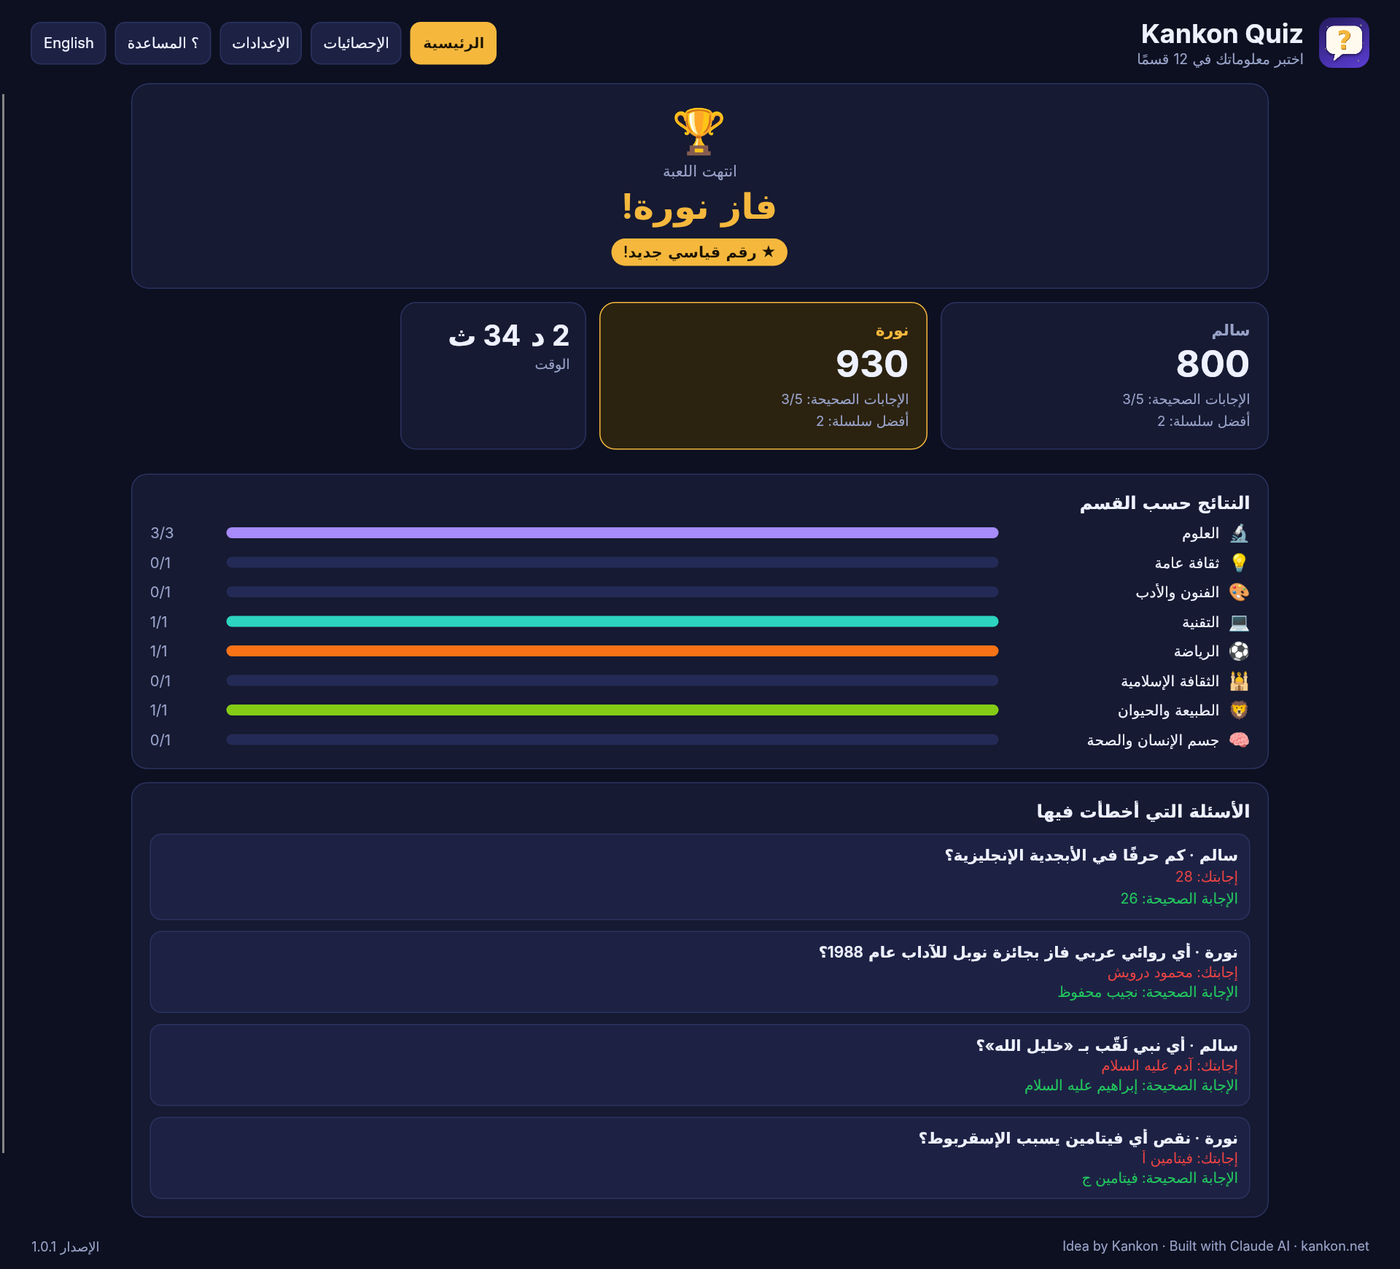 Kankon Quiz
اختبر معلوماتك في 12 قسمًا
الرئيسية
الإحصائيات
الإعدادات
؟ المساعدة
English
انتهت اللعبة
فاز نورة!
★ رقم قياسي جديد!
سالم
800
الإجابات الصحيحة: 3/5
أفضل سلسلة: 2
نورة
930
الإجابات الصحيحة: 3/5
أفضل سلسلة: 2
2 د 34 ث
الوقت
النتائج حسب القسم
العلوم 3/3
ثقافة عامة 0/1
الفنون والأدب 0/1
التقنية 1/1
الرياضة 1/1
الثقافة الإسلامية 0/1
الطبيعة والحيوان 1/1
جسم الإنسان والصحة 0/1
الأسئلة التي أخطأت فيها
سالم · كم حرفًا في الأبجدية الإنجليزية؟
إجابتك: 28
الإجابة الصحيحة: 26
نورة · أي روائي عربي فاز بجائزة نوبل للآداب عام 1988؟
إجابتك: محمود درويش
الإجابة الصحيحة: نجيب محفوظ
سالم · أي نبي لُقّب بـ «خليل الله»؟
إجابتك: آدم عليه السلام
الإجابة الصحيحة: إبراهيم عليه السلام
نورة · نقص أي فيتامين يسبب الإسقربوط؟
إجابتك: فيتامين أ
الإجابة الصحيحة: فيتامين ج
Idea by Kankon · Built with Claude AI · kankon.net
الإصدار 1.0.1